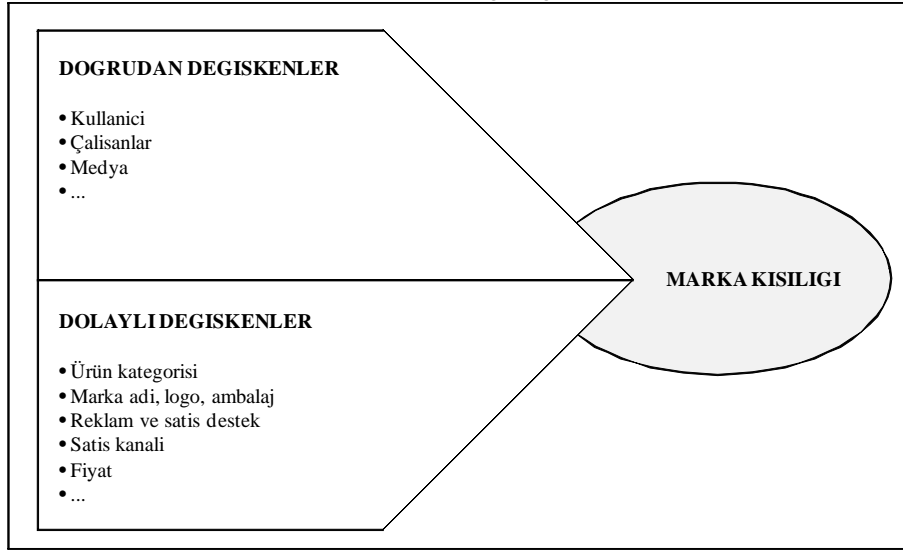 DOGRUDAN DEGISKENLER
• Kullanici
• Çalisanlar
• Medya
• ...
MARKA KISILIGI
DOLAYLI DEGISKENLER
• Ürün kategorisi
• Marka adi, logo, ambalaj
• Reklam ve satis destek
• Satis kanali
• Fiyat
• ...